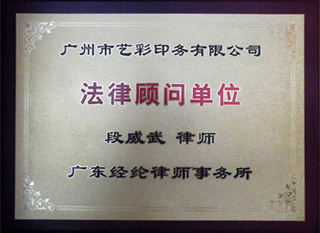 广州市艺彩印务有限公司
法律顾问单位
段威武 律师
广东经纶律师事务所